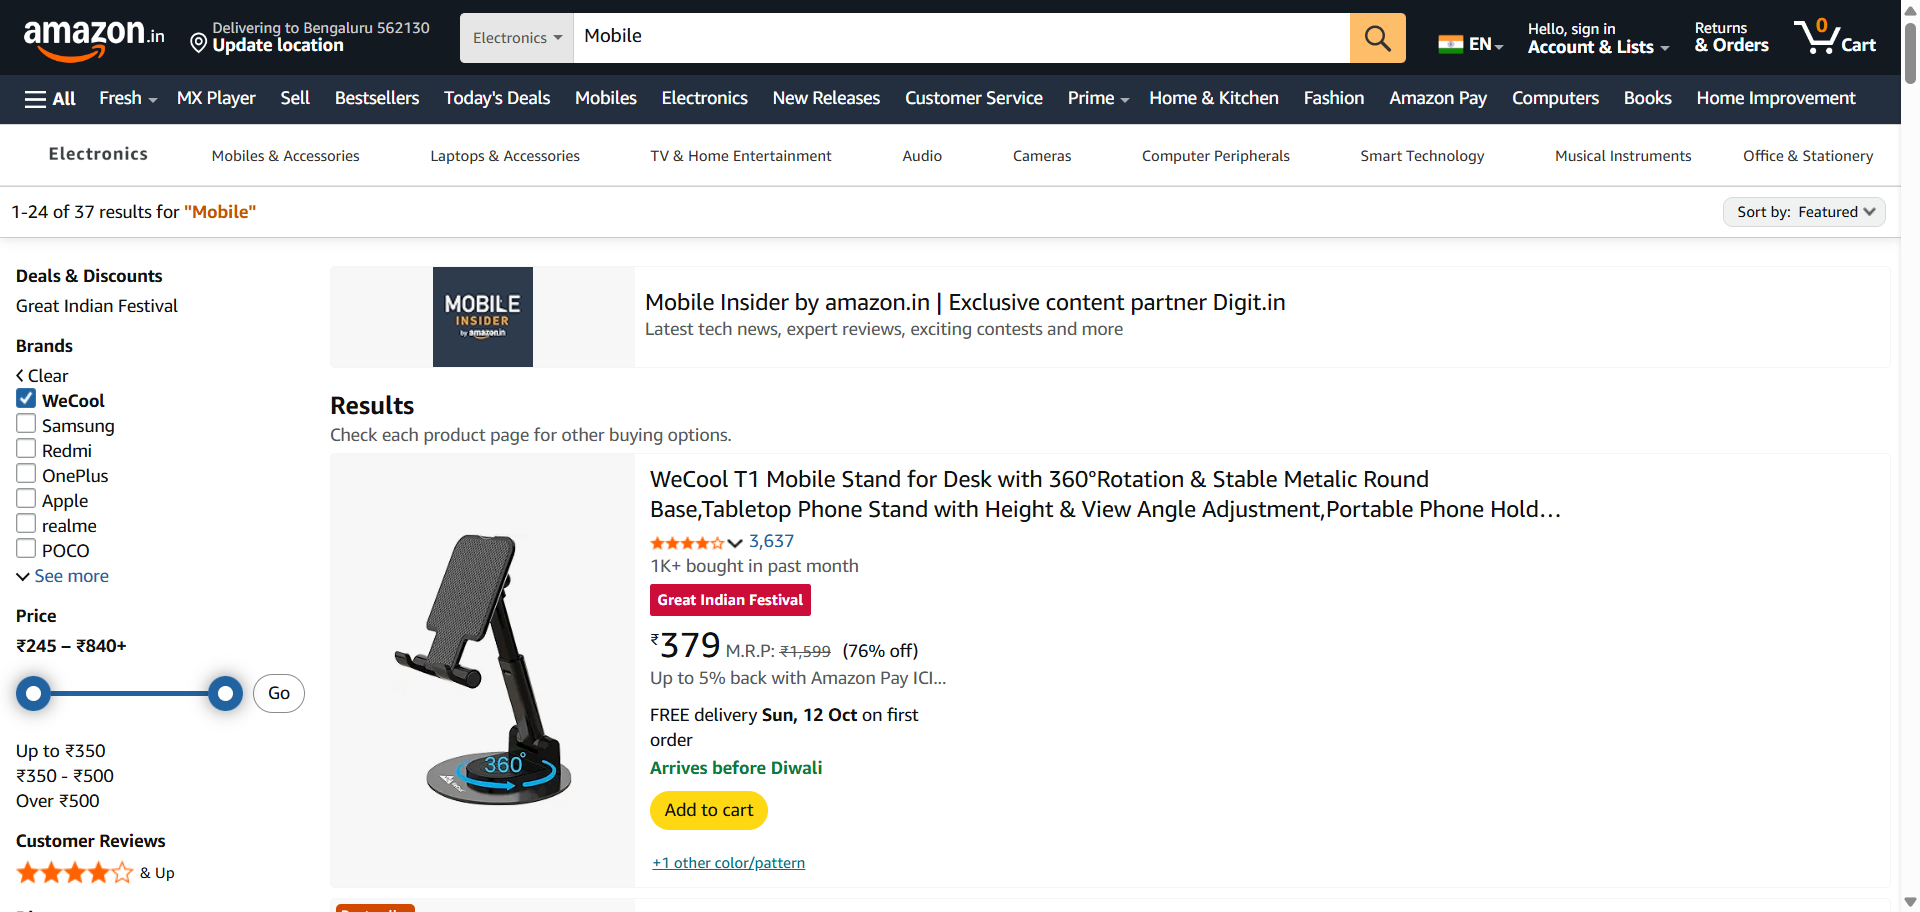 amazon.in
Delivering to Bengaluru 562130
Update location
Electronics
Mobile
EN
Hello, sign in
Account & Lists
Returns
& Orders
0
Cart
All
Fresh
MX Player
Sell
Bestsellers
Today's Deals
Mobiles
Electronics
New Releases
Customer Service
Prime
Home & Kitchen
Fashion
Amazon Pay
Computers
Books
Home Improvement
Electronics
Mobiles & Accessories
Laptops & Accessories
TV & Home Entertainment
Audio
Cameras
Computer Peripherals
Smart Technology
Musical Instruments
Office & Stationery
1-24 of 37 results for "Mobile"
Sort by: Featured
Deals & Discounts
Great Indian Festival
Brands
Clear
WeCool
Samsung
Redmi
OnePlus
Apple
realme
POCO
See more
Price
₹245 – ₹840+
Go
Up to ₹350
₹350 - ₹500
Over ₹500
Customer Reviews
& Up
MOBILE
INSIDER
by amazon.in
Mobile Insider by amazon.in | Exclusive content partner Digit.in
Latest tech news, expert reviews, exciting contests and more
Results
Check each product page for other buying options.
360°
WeCool T1 Mobile Stand for Desk with 360°Rotation & Stable Metalic Round
Base,Tabletop Phone Stand with Height & View Angle Adjustment,Portable Phone Hold…
3,637
1K+ bought in past month
Great Indian Festival
₹379 M.R.P: ₹1,599 (76% off)
Up to 5% back with Amazon Pay ICI...
FREE delivery Sun, 12 Oct on first
order
Arrives before Diwali
Add to cart
+1 other color/pattern